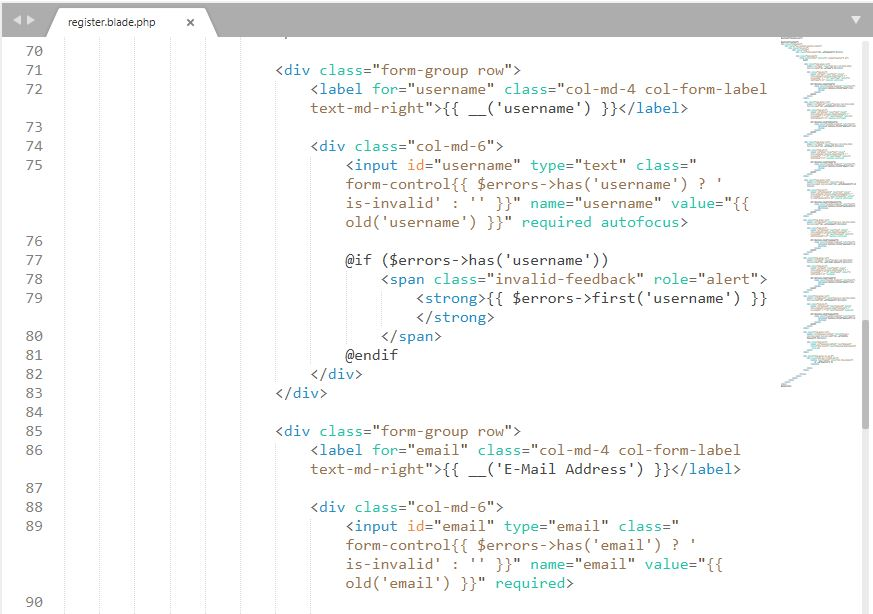 register.blade.php ×
70
71 <div class="form-group row">
72 <label for="username" class="col-md-4 col-form-label
text-md-right">{{ __('username') }}</label>
73
74 <div class="col-md-6">
75 <input id="username" type="text" class="
form-control{{ $errors->has('username') ? '
is-invalid' : '' }}" name="username" value="{{
old('username') }}" required autofocus>
76
77 @if ($errors->has('username'))
78 <span class="invalid-feedback" role="alert">
79 <strong>{{ $errors->first('username') }}
</strong>
80 </span>
81 @endif
82 </div>
83 </div>
84
85 <div class="form-group row">
86 <label for="email" class="col-md-4 col-form-label
text-md-right">{{ __('E-Mail Address') }}</label>
87
88 <div class="col-md-6">
89 <input id="email" type="email" class="
form-control{{ $errors->has('email') ? '
is-invalid' : '' }}" name="email" value="{{
old('email') }}" required>
90